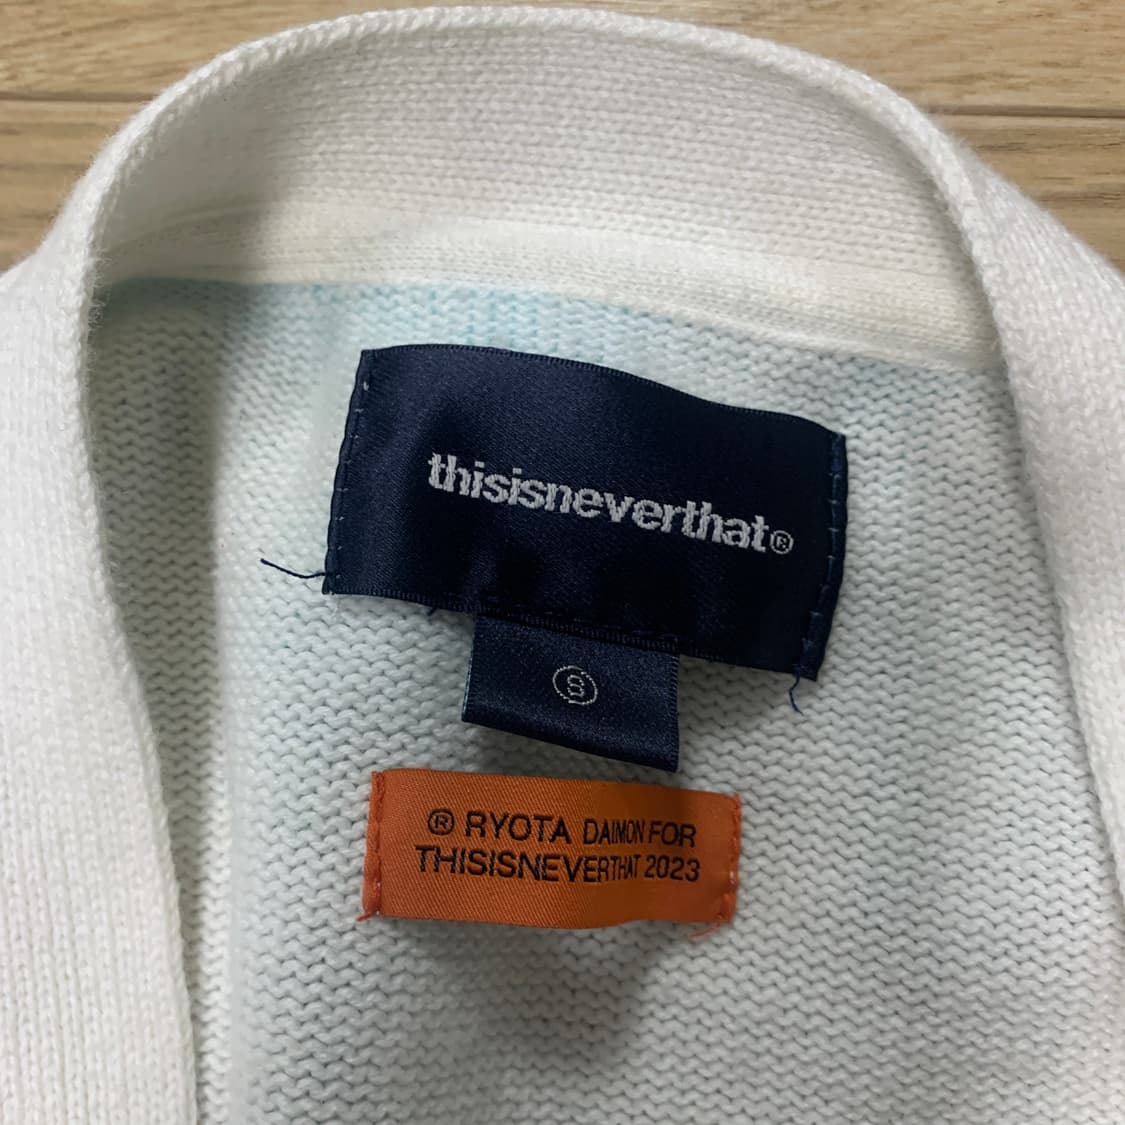 thisisneverthat®
Ⓢ
® RYOTA DAIMON FOR
THISISNEVERTHAT 2023